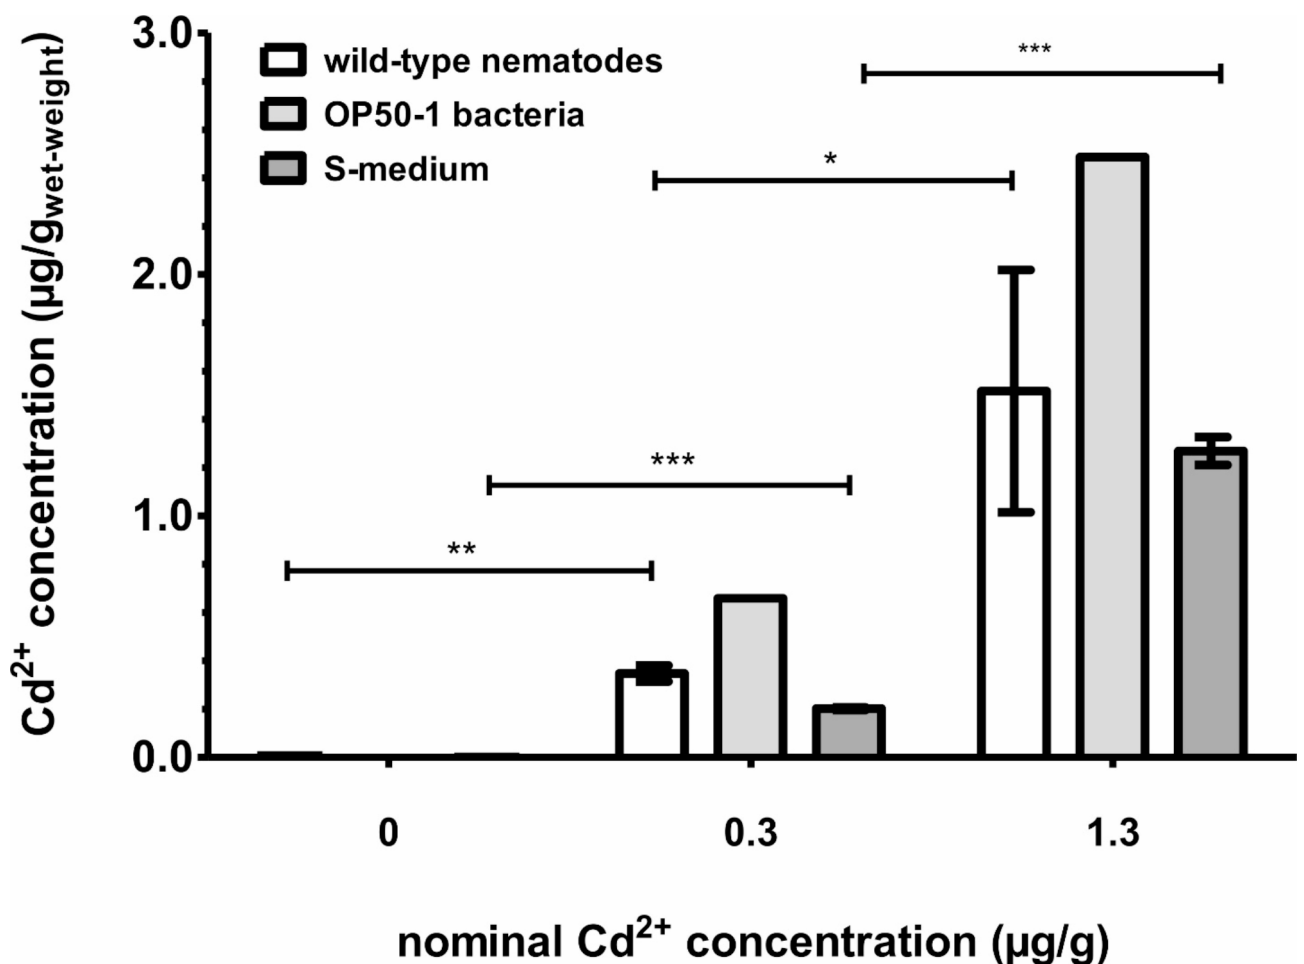 Cd2+ concentration (µg/gwet-weight)
3.0
2.0
1.0
0.0
wild-type nematodes
OP50-1 bacteria
S-medium
***
*
***
**
0 0.3 1.3
nominal Cd2+ concentration (µg/g)